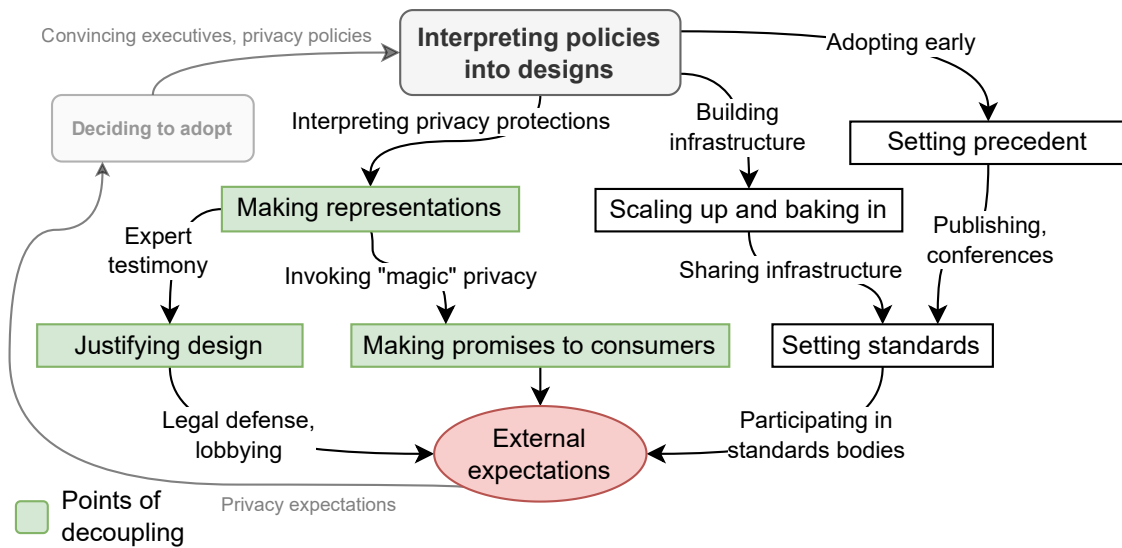 Convincing executives, privacy policies
Interpreting policies
into designs
Adopting early
Deciding to adopt
Interpreting privacy protections
Building
infrastructure
Setting precedent
Making representations
Scaling up and baking in
Expert
testimony
Invoking "magic" privacy
Sharing infrastructure
Publishing,
conferences
Justifying design
Making promises to consumers
Setting standards
Legal defense,
lobbying
External
expectations
Participating in
standards bodies
Privacy expectations
Points of
decoupling